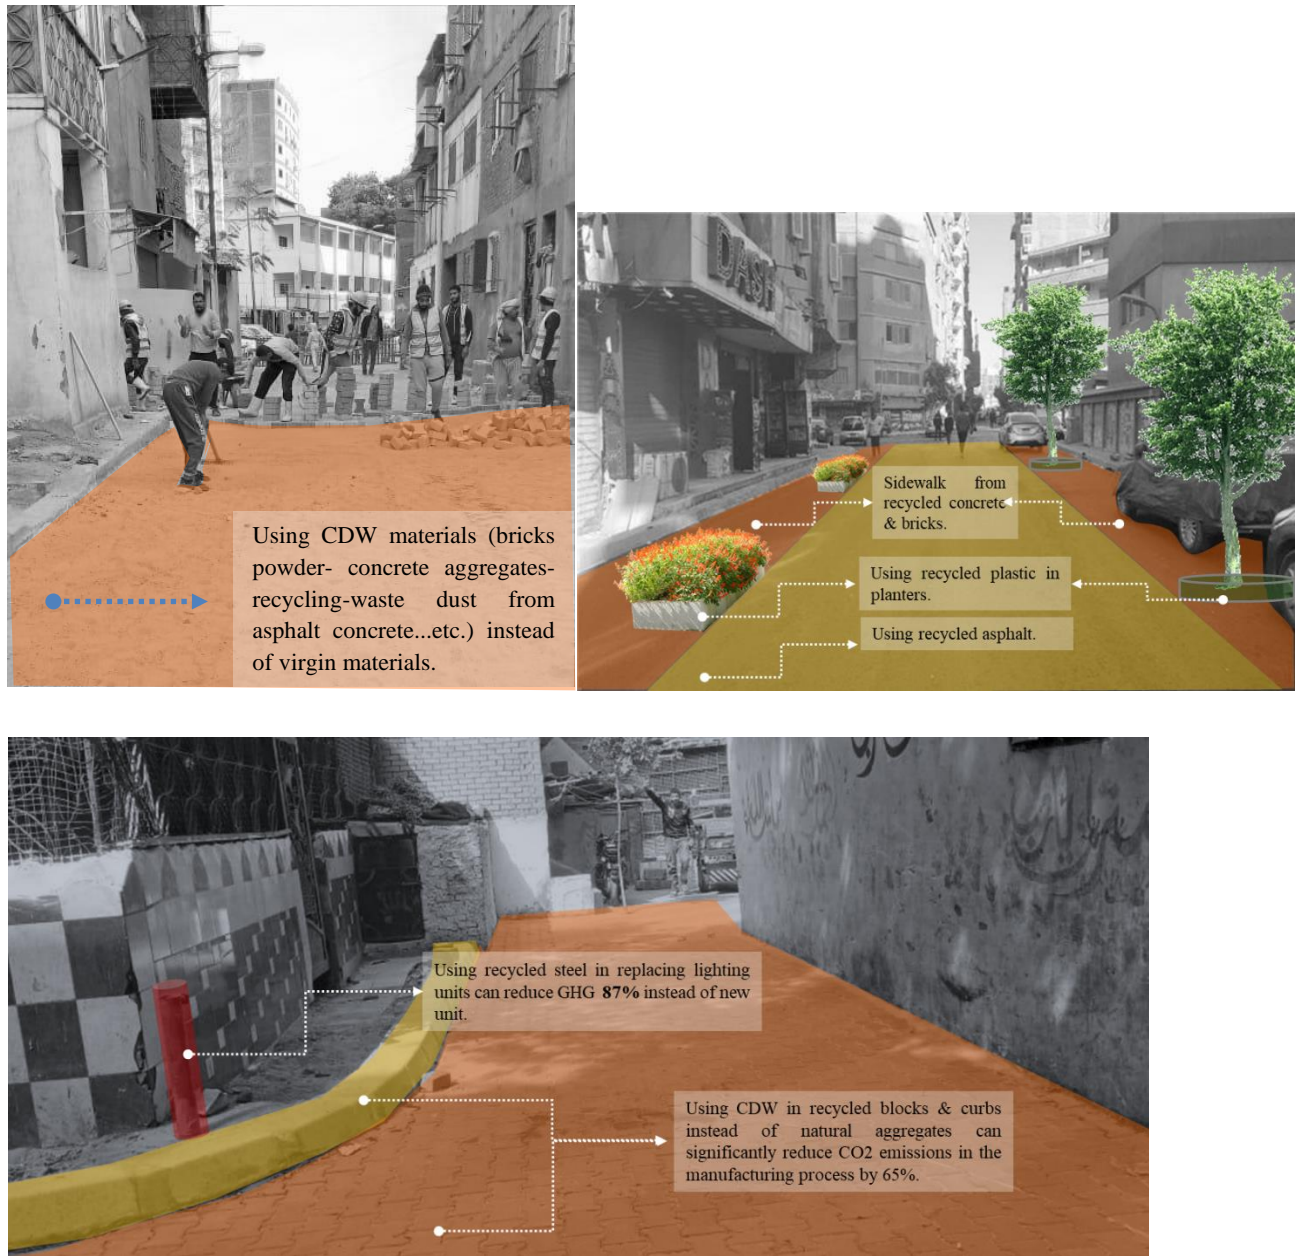 Using CDW materials (bricks
powder- concrete aggregates-
recycling-waste dust from
asphalt concrete...etc.) instead
of virgin materials.
DASH
Sidewalk from
recycled concrete
& bricks.
Using recycled plastic in
planters.
Using recycled asphalt.
Using recycled steel in replacing lighting
units can reduce GHG 87% instead of new
unit.
Using CDW in recycled blocks & curbs
instead of natural aggregates can
significantly reduce CO2 emissions in the
manufacturing process by 65%.